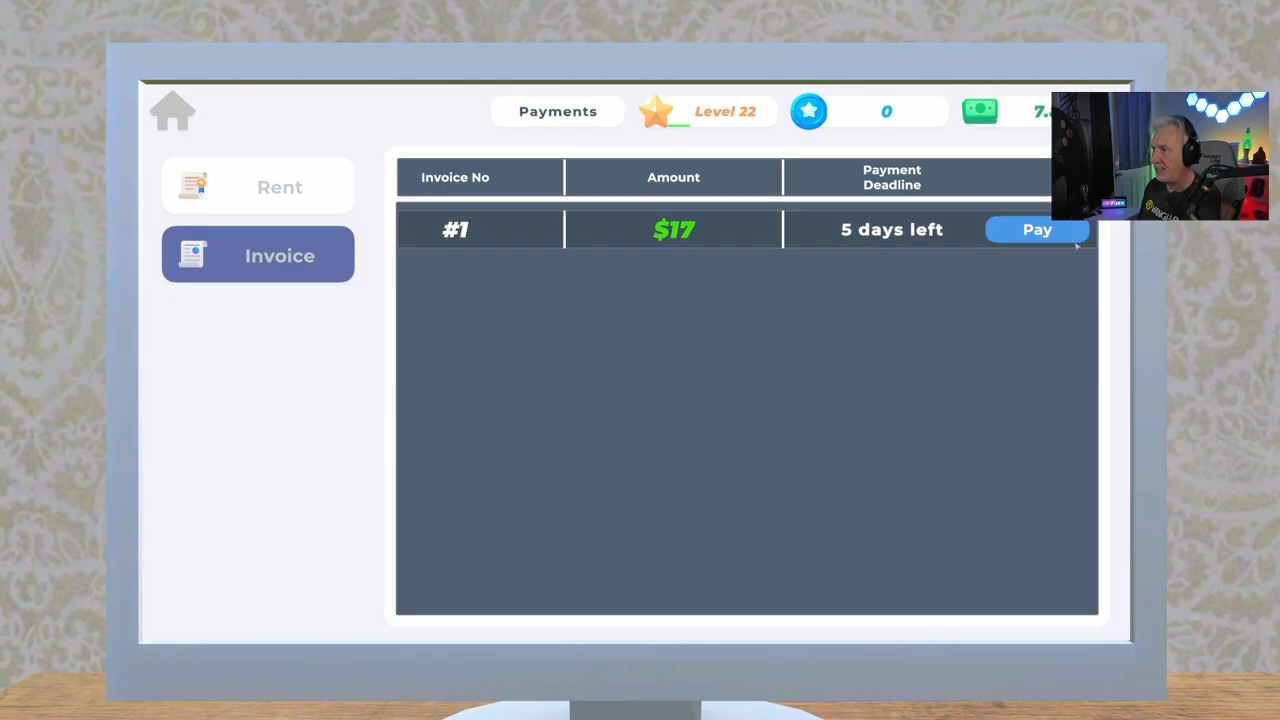 Payments
Level 22
0
7.
Rent
Invoice
Invoice No
Amount
Payment
Deadline
#1
$17
5 days left
Pay